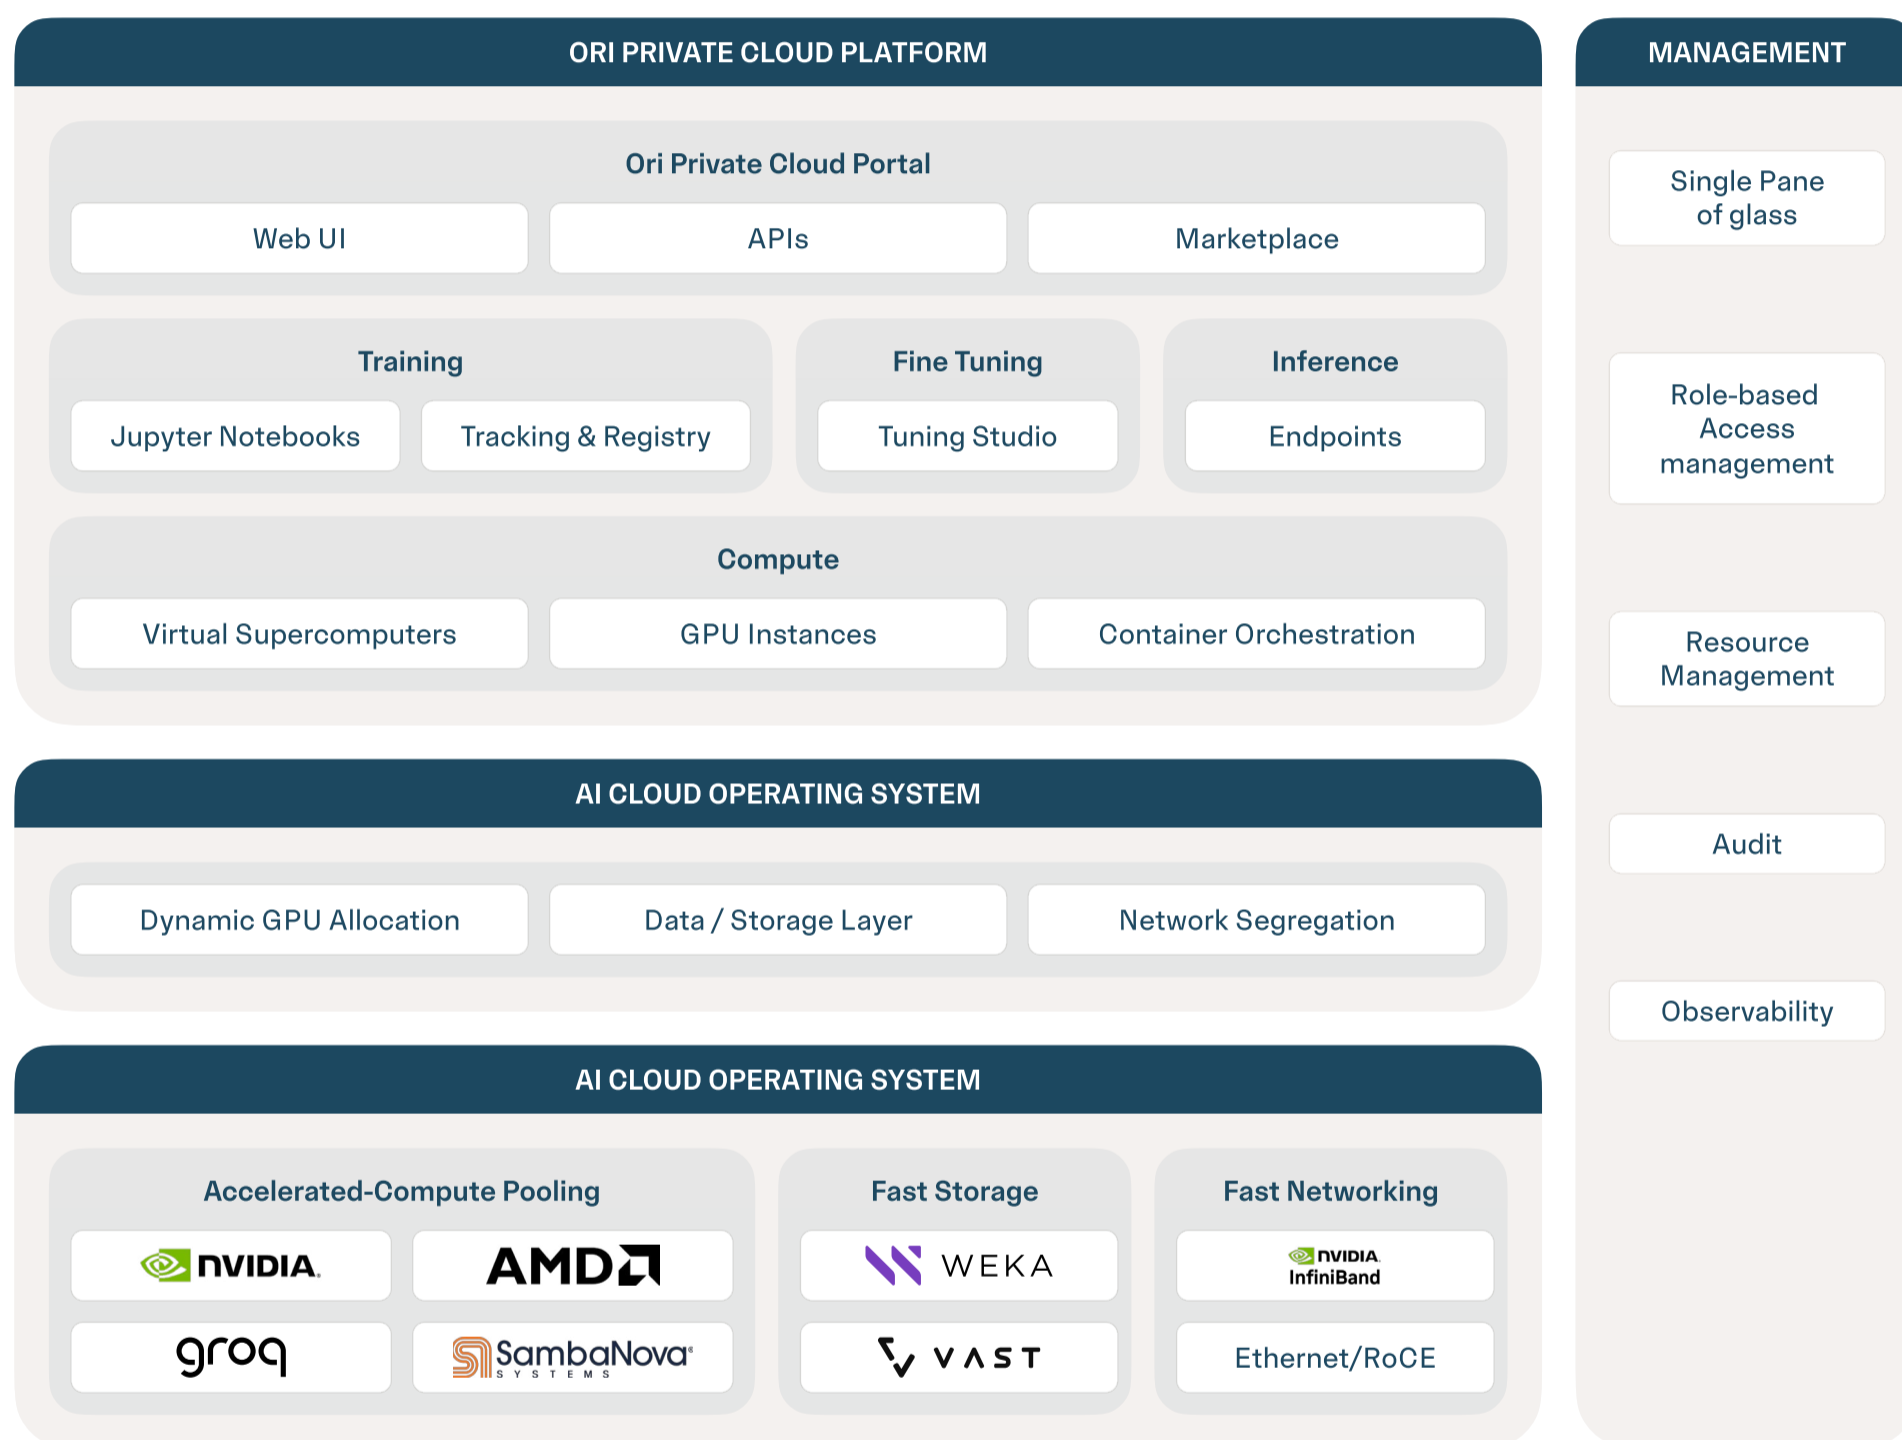 ORI PRIVATE CLOUD PLATFORM
Ori Private Cloud Portal
Web UI
APIs
Marketplace
Training
Jupyter Notebooks
Tracking & Registry
Fine Tuning
Tuning Studio
Inference
Endpoints
Compute
Virtual Supercomputers
GPU Instances
Container Orchestration
AI CLOUD OPERATING SYSTEM
Dynamic GPU Allocation
Data / Storage Layer
Network Segregation
AI CLOUD OPERATING SYSTEM
Accelerated-Compute Pooling
NVIDIA.
AMD
groq
SambaNova®
SYSTEMS
Fast Storage
WEKA
VAST
Fast Networking
NVIDIA.
InfiniBand
Ethernet/RoCE
MANAGEMENT
Single Pane
of glass
Role-based
Access
management
Resource
Management
Audit
Observability